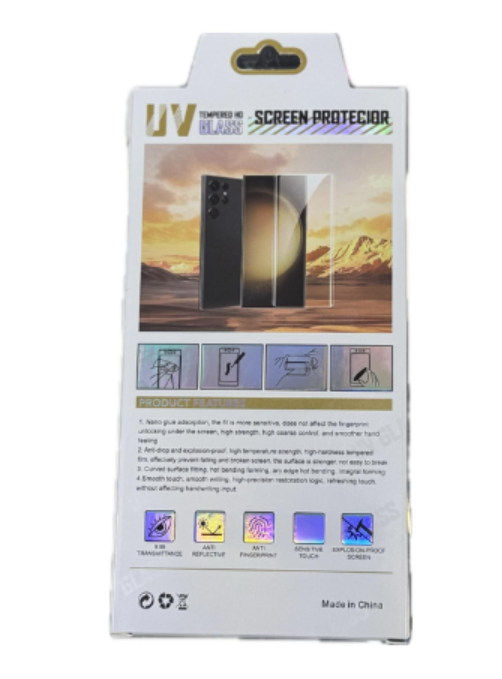 UV
TEMPERED HD
GLASS
SCREEN PROTECIOR
PRODUCT FEATURES
1. Nano glue adsorption, the fit is more sensitive, does not affect the fingerprint
unlocking under the screen, high strength, high coarse control, and smoother hand
feeling
2. Anti-drop and explosion-proof, high temperature strength, high-hardness tempered
film, effectively prevent falling and broken screen, the surface is stronger, not easy to break
3. Curved surface fitting, hot bending forming, arc edge hot bending, integral forming
4. Smooth touch, smooth writing, high-precision restoration logic, refreshing touch,
without affecting handwriting input
TRANSMITTANCE
ANTI
REFLECTIVE
ANTI
FINGERPRINT
SENSITIVE
TOUCH
EXPLOSION-PROOF
SCREEN
Made in China